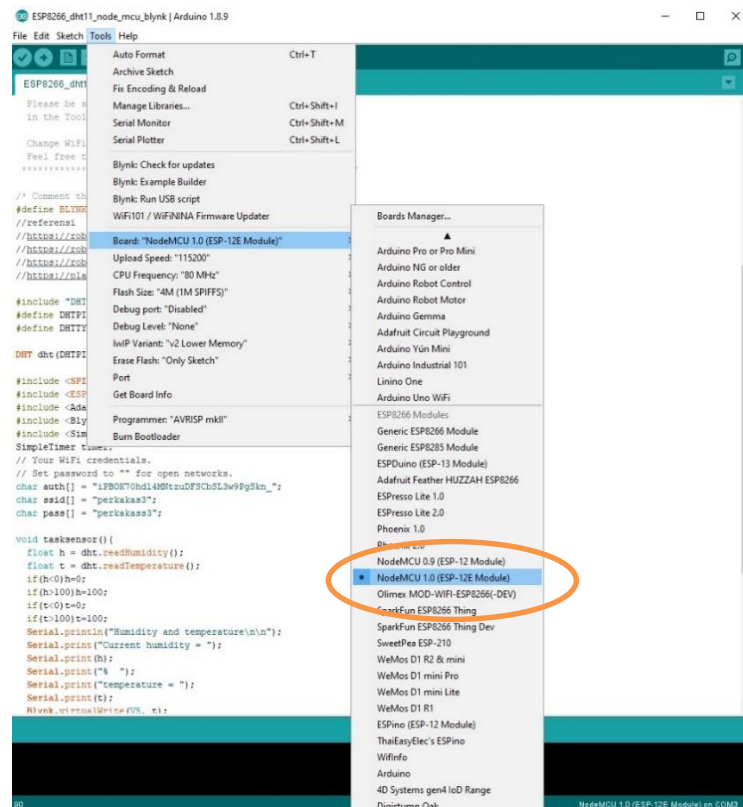 ESP8266_dht11_node_mcu_blynk | Arduino 1.8.9
File Edit Sketch Tools Help
ESP8266_dht1
Auto Format Ctrl+T
Archive Sketch
Fix Encoding & Reload
Manage Libraries... Ctrl+Shift+I
Serial Monitor Ctrl+Shift+M
Serial Plotter Ctrl+Shift+L
Blynk: Check for updates
Blynk: Example Builder
Blynk: Run USB script
WiFi101 / WiFiNINA Firmware Updater
Board: "NodeMCU 1.0 (ESP-12E Module)"
Upload Speed: "115200"
CPU Frequency: "80 MHz"
Flash Size: "4M (1M SPIFFS)"
Debug port: "Disabled"
Debug Level: "None"
IwIP Variant: "v2 Lower Memory"
Erase Flash: "Only Sketch"
Port
Get Board Info
Programmer: "AVRISP mkII"
Burn Bootloader
Boards Manager...
Arduino Pro or Pro Mini
Arduino NG or older
Arduino Robot Control
Arduino Robot Motor
Arduino Gemma
Adafruit Circuit Playground
Arduino Yún Mini
Arduino Industrial 101
Linino One
Arduino Uno WiFi
ESP8266 Modules
Generic ESP8266 Module
Generic ESP8285 Module
ESPDuino (ESP-13 Module)
Adafruit Feather HUZZAH ESP8266
ESPresso Lite 1.0
ESPresso Lite 2.0
Phoenix 1.0
Phoenix 2.0
NodeMCU 0.9 (ESP-12 Module)
NodeMCU 1.0 (ESP-12E Module)
Olimex MOD-WIFI-ESP8266(-DEV)
SparkFun ESP8266 Thing
SparkFun ESP8266 Thing Dev
SweetPea ESP-210
WeMos D1 R2 & mini
WeMos D1 mini Pro
WeMos D1 mini Lite
WeMos D1 R1
ESPino (ESP-12 Module)
ThaiEasyElec's ESPino
WifInfo
Arduino
4D Systems gen4 IoD Range
Digistump Oak
Please be s
in the Tool
Change WiFi
Feel free t
/* Comment th
#define BLYNK
//referensi
//https://rob
//https://rob
//https://rob
//https://pla
#include "DHT
#define DHTPI
#define DHTTY
DHT dht(DHTPI
#include <SPI
#include <ESP
#include <Ada
#include <Bly
#include <Sim
SimpleTimer timer;
// Your WiFi credentials.
// Set password to "" for open networks.
char auth[] = "iPBOK70hdl4MNtzuDFSCbSL3w9PgSkn_";
char ssid[] = "perkakas3";
char pass[] = "perkakass3";
void tasksensor(){
float h = dht.readHumidity();
float t = dht.readTemperature();
if(h<0)h=0;
if(h>100)h=100;
if(t<0)t=0;
if(t>100)t=100;
Serial.println("Humidity and temperature\n\n");
Serial.print("Current humidity = ");
Serial.print(h);
Serial.print("% ");
Serial.print("temperature = ");
Serial.print(t);
Blynk.virtualWrite(V5, t);
90
NodeMCU 1.0 (ESP-12E Module) on COM3